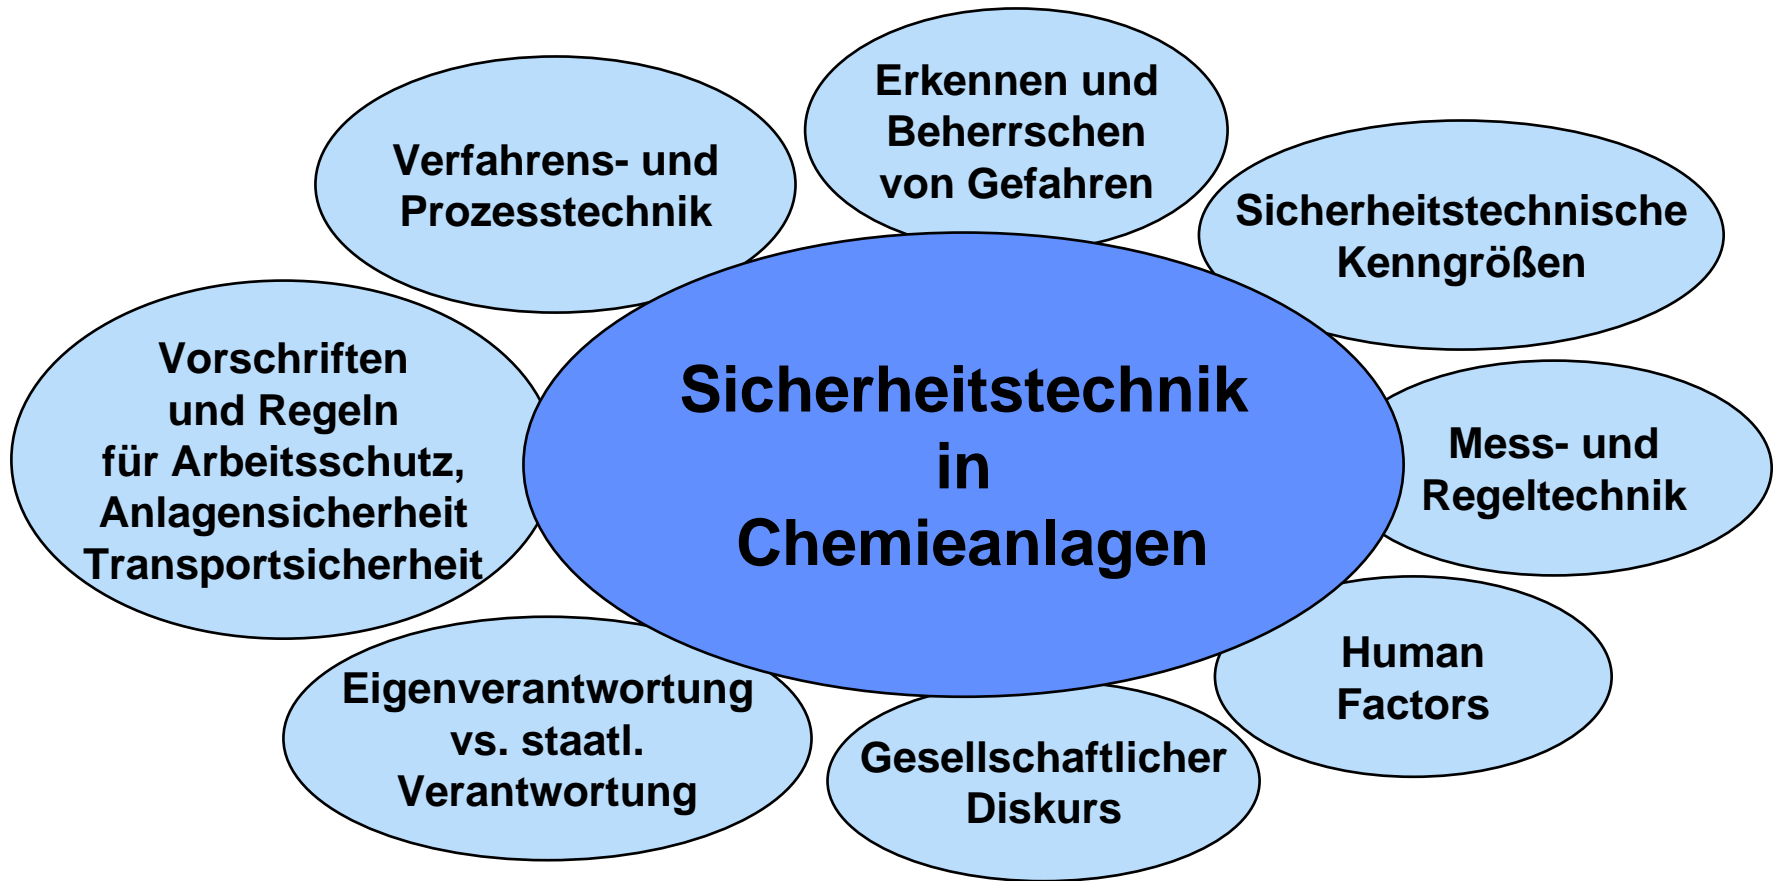 Erkennen und
Beherrschen
von Gefahren
Verfahrens- und
Prozesstechnik
Sicherheitstechnische
Kenngrößen
Vorschriften
und Regeln
für Arbeitsschutz,
Anlagensicherheit
Transportsicherheit
Sicherheitstechnik
in
Chemieanlagen
Mess- und
Regeltechnik
Human
Factors
Eigenverantwortung
vs. staatl.
Verantwortung
Gesellschaftlicher
Diskurs